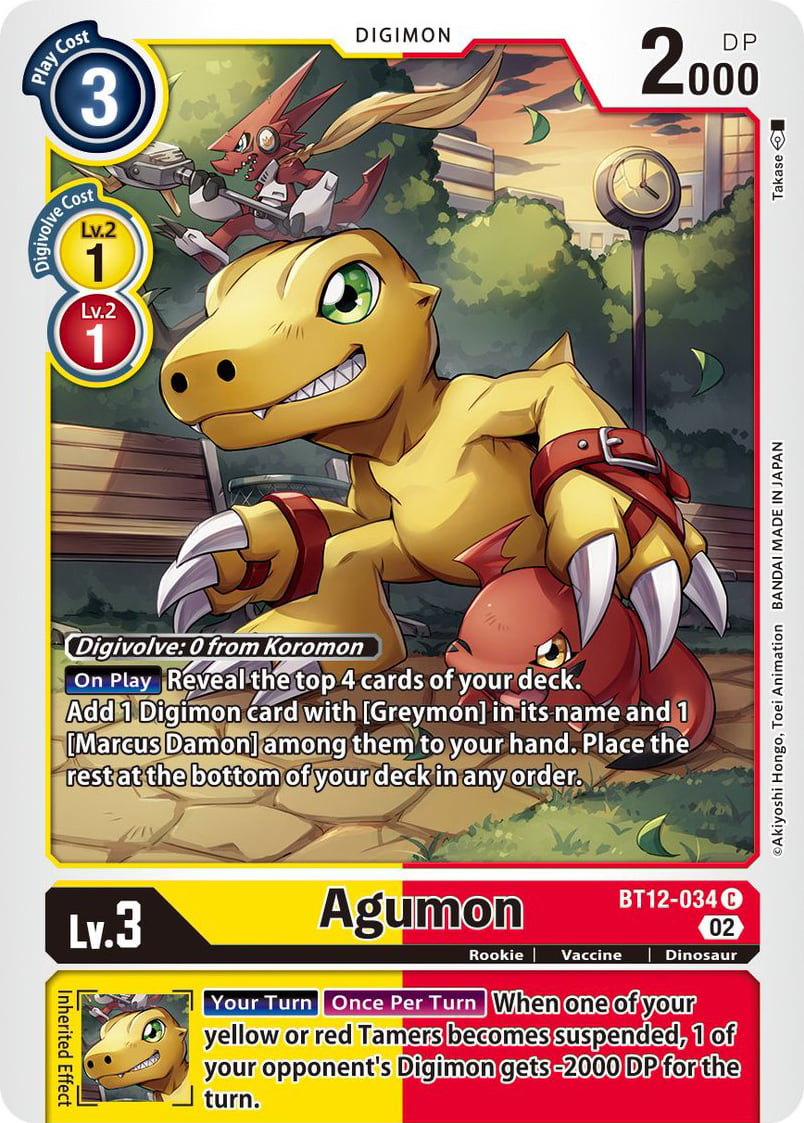 DIGIMON
Play Cost
3
DP
2000
Digivolve Cost
Lv.2
1
Lv.2
1
Takase
BANDAI MADE IN JAPAN
©Akiyoshi Hongo, Toei Animation
Digivolve: 0 from Koromon
On Play Reveal the top 4 cards of your deck.
Add 1 Digimon card with [Greymon] in its name and 1
[Marcus Damon] among them to your hand. Place the
rest at the bottom of your deck in any order.
Lv.3
Agumon
BT12-034 C
02
Rookie | Vaccine | Dinosaur
Inherited Effect
Your Turn Once Per Turn When one of your
yellow or red Tamers becomes suspended, 1 of
your opponent's Digimon gets -2000 DP for the
turn.